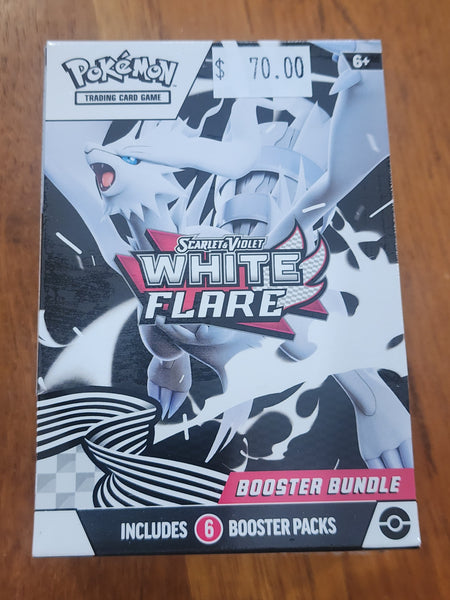 POKéMON
TRADING CARD GAME
$ 70.00
6+
SCARLET & VIOLET
WHITE
FLARE
BOOSTER BUNDLE
INCLUDES 6 BOOSTER PACKS